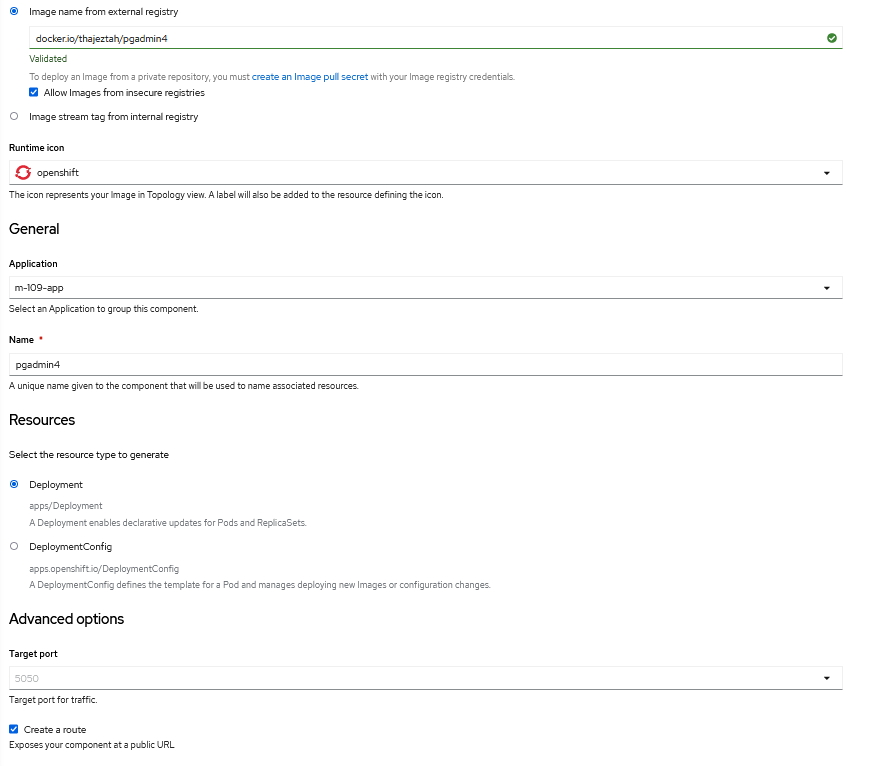 Image name from external registry
docker.io/thajeztah/pgadmin4
Validated
To deploy an Image from a private repository, you must create an Image pull secret with your Image registry credentials.
Allow Images from insecure registries
Image stream tag from internal registry
Runtime icon
openshift
The icon represents your Image in Topology view. A label will also be added to the resource defining the icon.
General
Application
m-109-app
Select an Application to group this component.
Name *
pgadmin4
A unique name given to the component that will be used to name associated resources.
Resources
Select the resource type to generate
Deployment
apps/Deployment
A Deployment enables declarative updates for Pods and ReplicaSets.
DeploymentConfig
apps.openshift.io/DeploymentConfig
A DeploymentConfig defines the template for a Pod and manages deploying new Images or configuration changes.
Advanced options
Target port
5050
Target port for traffic.
Create a route
Exposes your component at a public URL